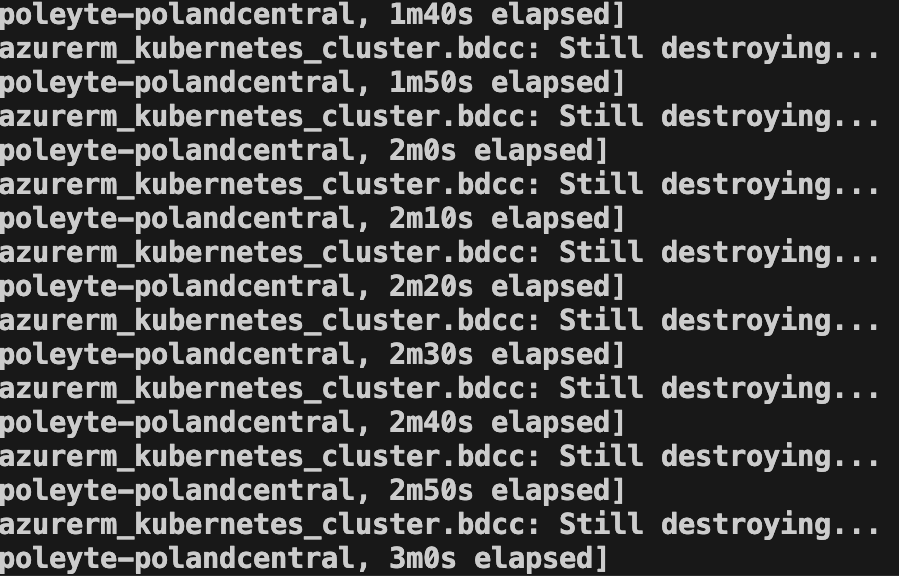 poleyte-polandcentral, 1m40s elapsed]
azurerm_kubernetes_cluster.bdcc: Still destroying...
poleyte-polandcentral, 1m50s elapsed]
azurerm_kubernetes_cluster.bdcc: Still destroying...
poleyte-polandcentral, 2m0s elapsed]
azurerm_kubernetes_cluster.bdcc: Still destroying...
poleyte-polandcentral, 2m10s elapsed]
azurerm_kubernetes_cluster.bdcc: Still destroying...
poleyte-polandcentral, 2m20s elapsed]
azurerm_kubernetes_cluster.bdcc: Still destroying...
poleyte-polandcentral, 2m30s elapsed]
azurerm_kubernetes_cluster.bdcc: Still destroying...
poleyte-polandcentral, 2m40s elapsed]
azurerm_kubernetes_cluster.bdcc: Still destroying...
poleyte-polandcentral, 2m50s elapsed]
azurerm_kubernetes_cluster.bdcc: Still destroying...
poleyte-polandcentral, 3m0s elapsed]